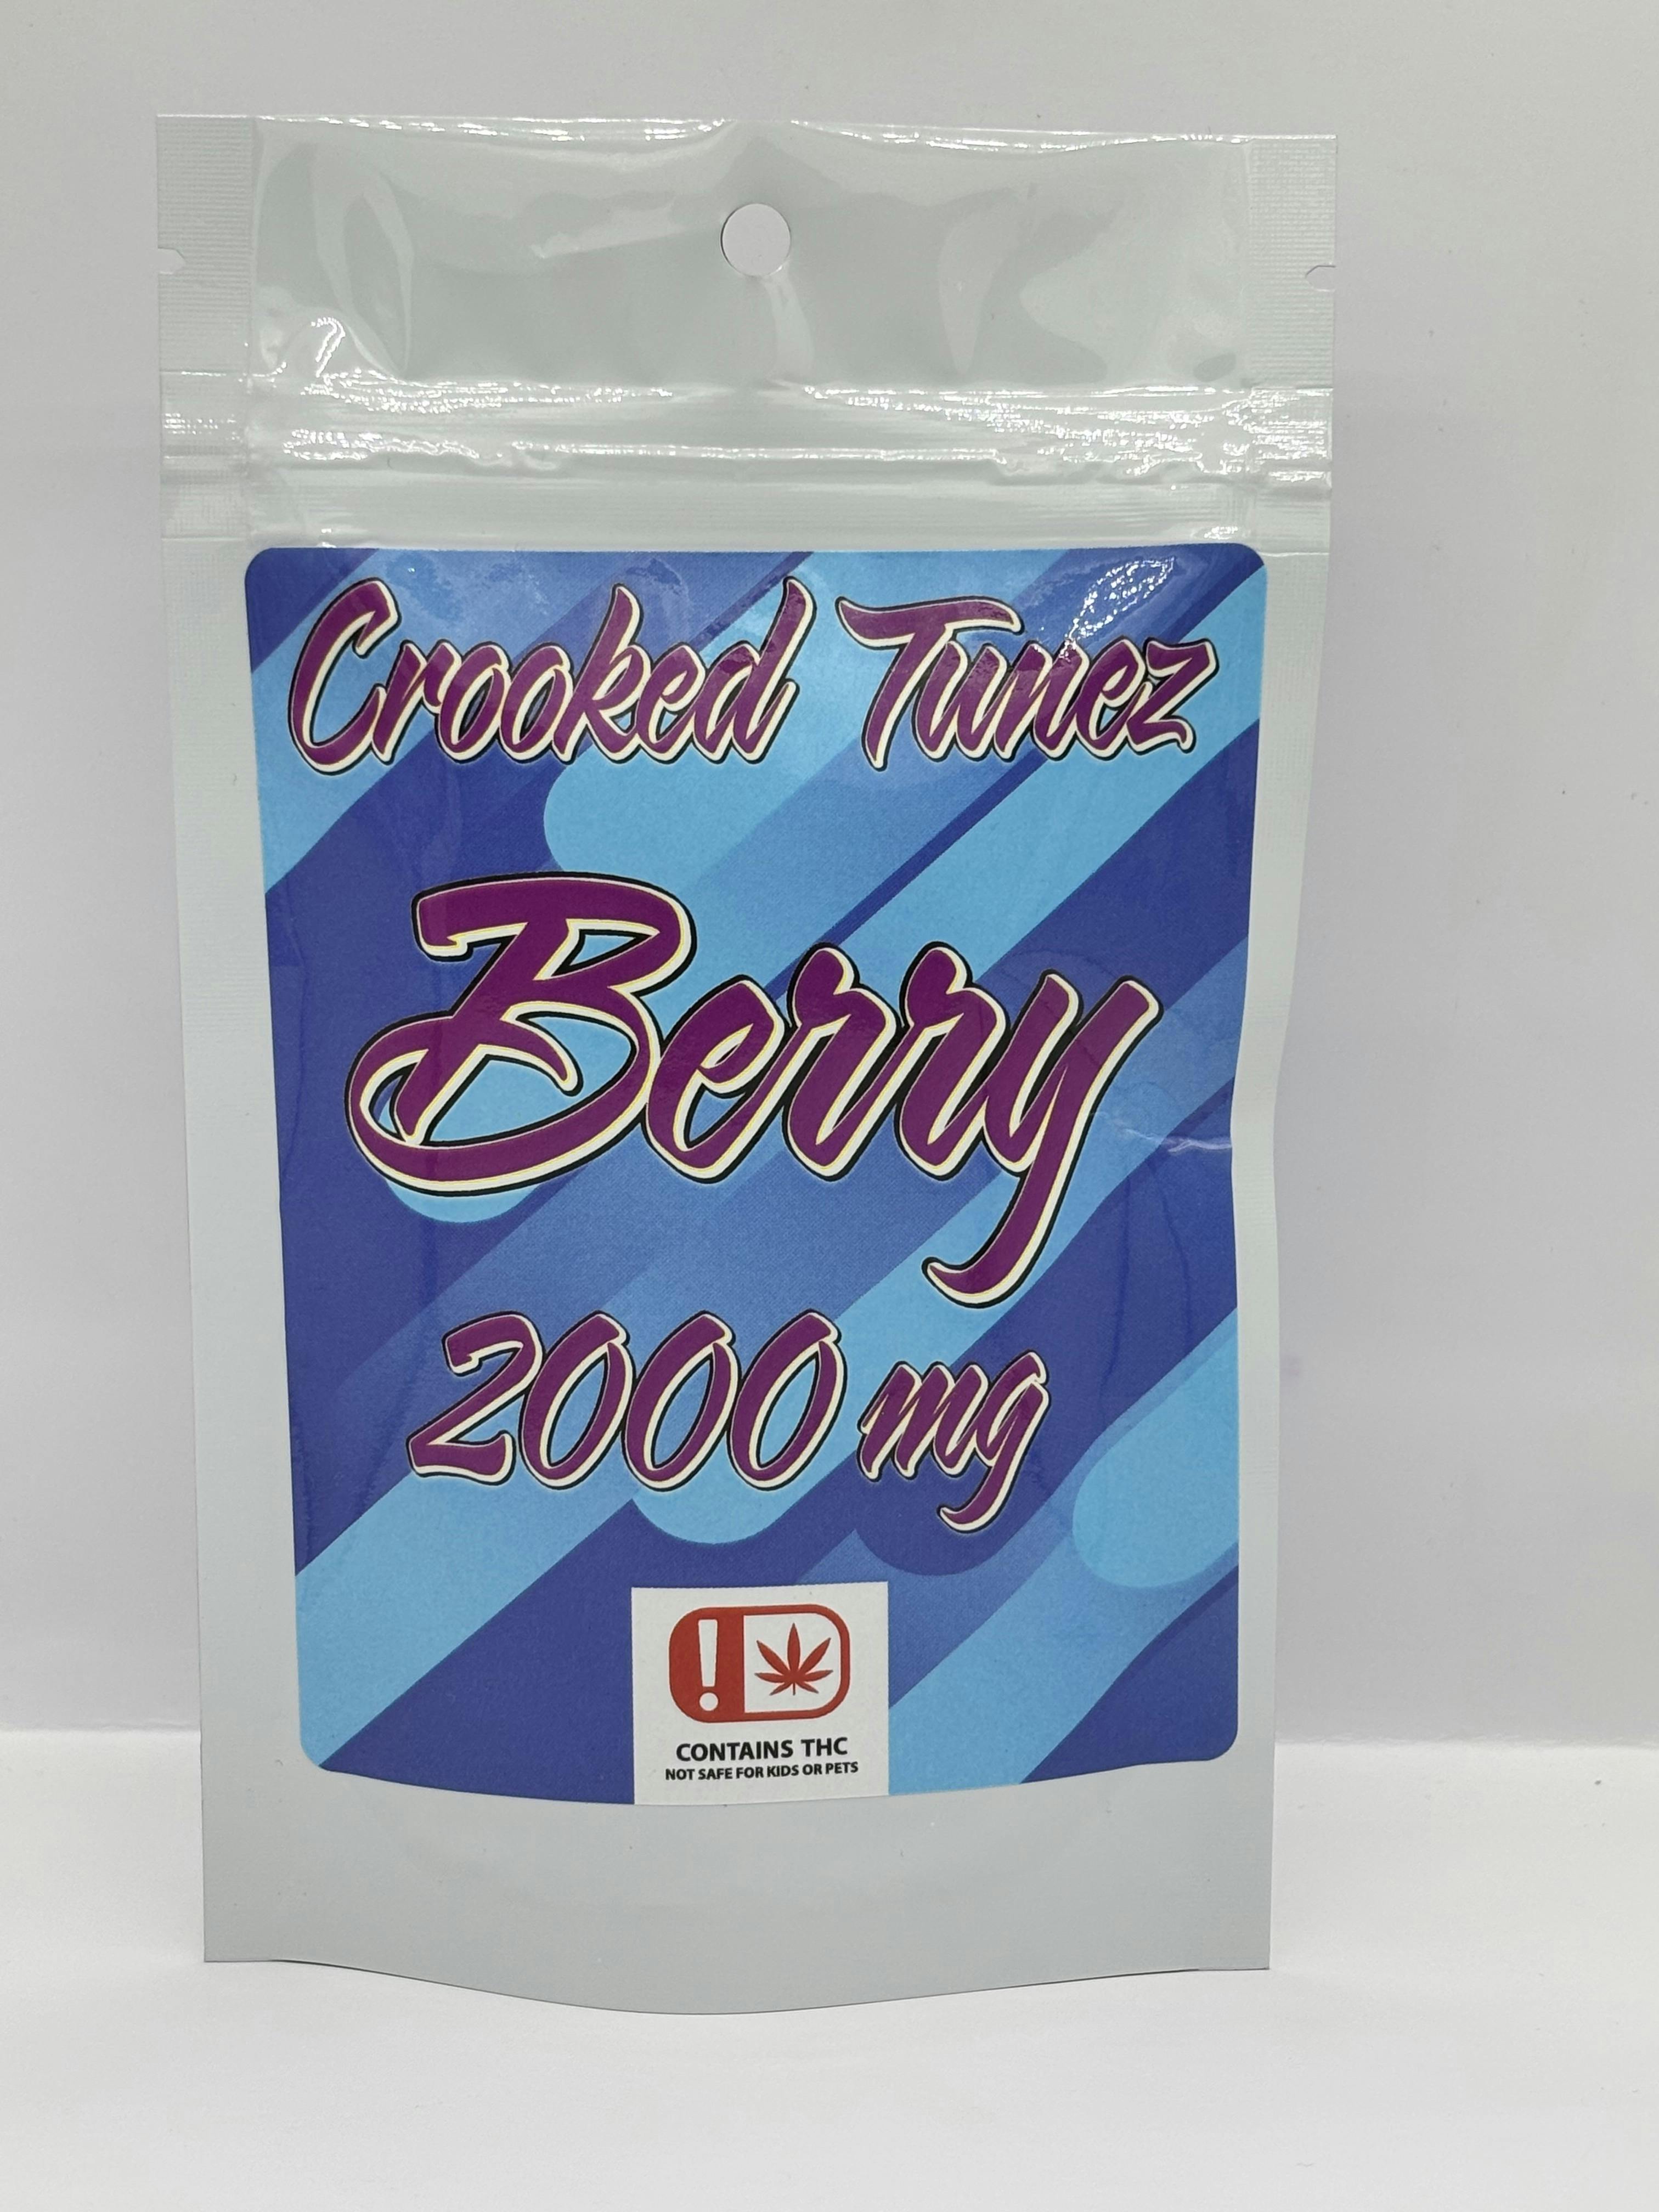 Crooked Tunez
Berry
2000 mg
!
CONTAINS THC
NOT SAFE FOR KIDS OR PETS